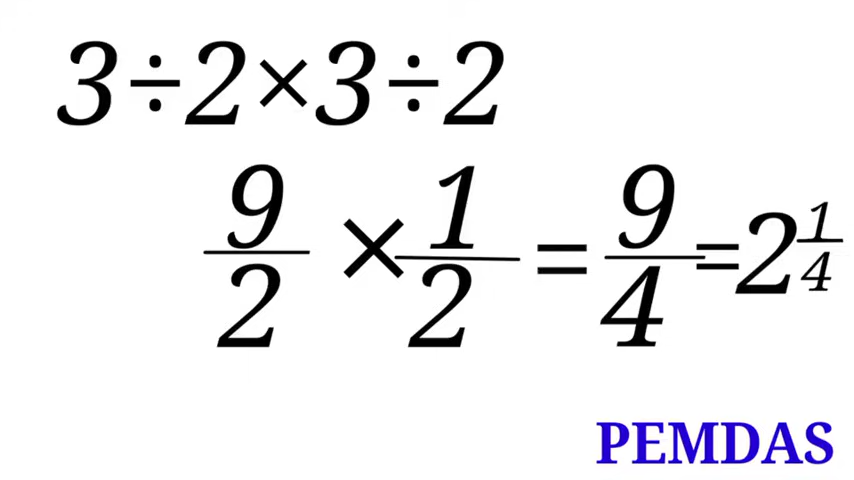 3÷2×3÷2
9/2 × 1/2 = 9/4 = 2 1/4
PEMDAS